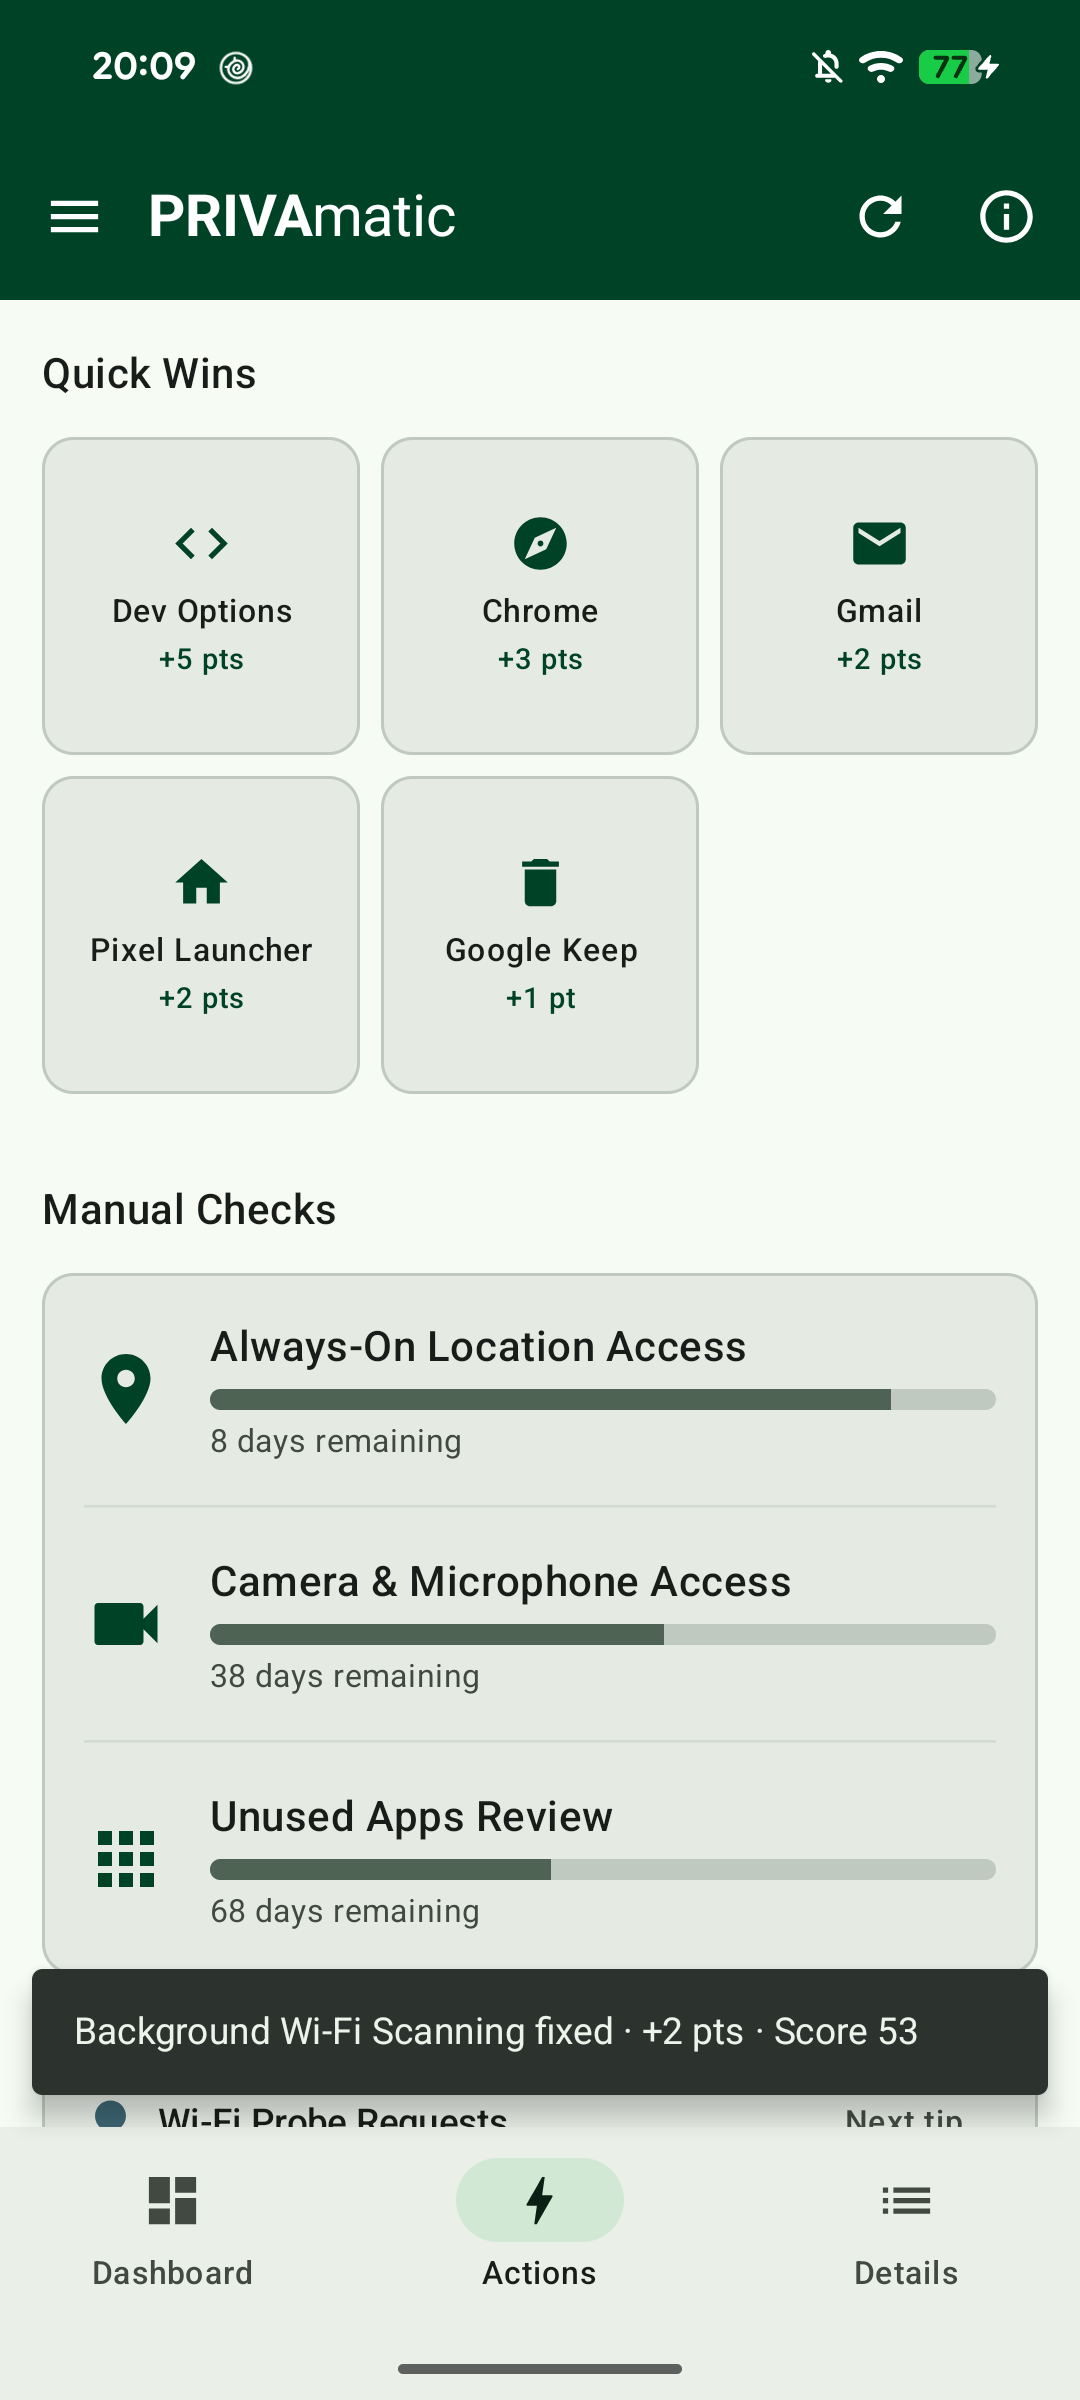 20:09
77
PRIVAmatic
Quick Wins
Dev Options
+5 pts
Chrome
+3 pts
Gmail
+2 pts
Pixel Launcher
+2 pts
Google Keep
+1 pt
Manual Checks
Always-On Location Access
8 days remaining
Camera & Microphone Access
38 days remaining
Unused Apps Review
68 days remaining
Background Wi-Fi Scanning fixed · +2 pts · Score 53
Wi-Fi Probe Requests
Next tip
Dashboard
Actions
Details